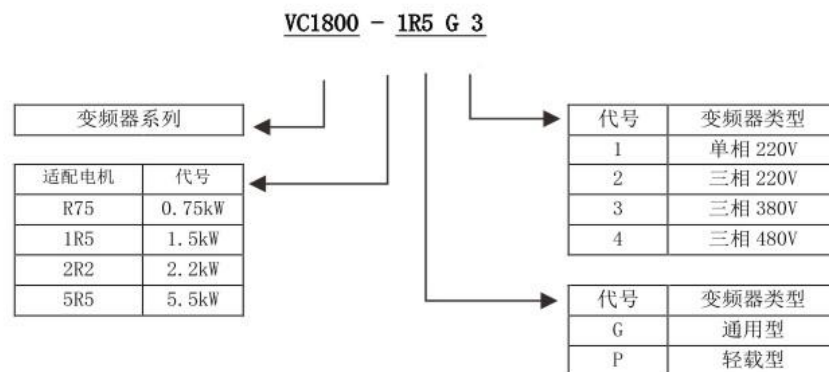 VC1800 - 1R5 G 3
变频器系列
适配电机 代号
R75 0.75kW
1R5 1.5kW
2R2 2.2kW
5R5 5.5kW
代号 变频器类型
1 单相 220V
2 三相 220V
3 三相 380V
4 三相 480V
代号 变频器类型
G 通用型
P 轻载型